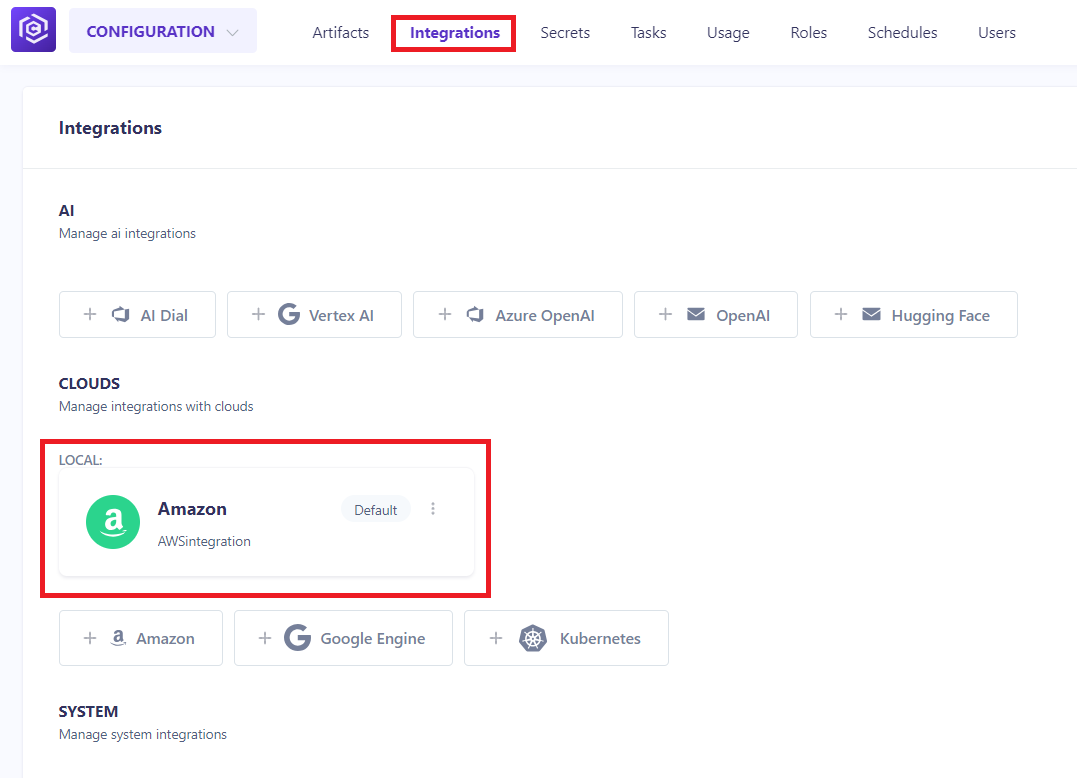 CONFIGURATION Artifacts Integrations Secrets Tasks Usage Roles Schedules Users
Integrations
AI
Manage ai integrations
+ AI Dial + Vertex AI + Azure OpenAI + OpenAI + Hugging Face
CLOUDS
Manage integrations with clouds
LOCAL:
Amazon Default
AWSintegration
+ Amazon + Google Engine + Kubernetes
SYSTEM
Manage system integrations